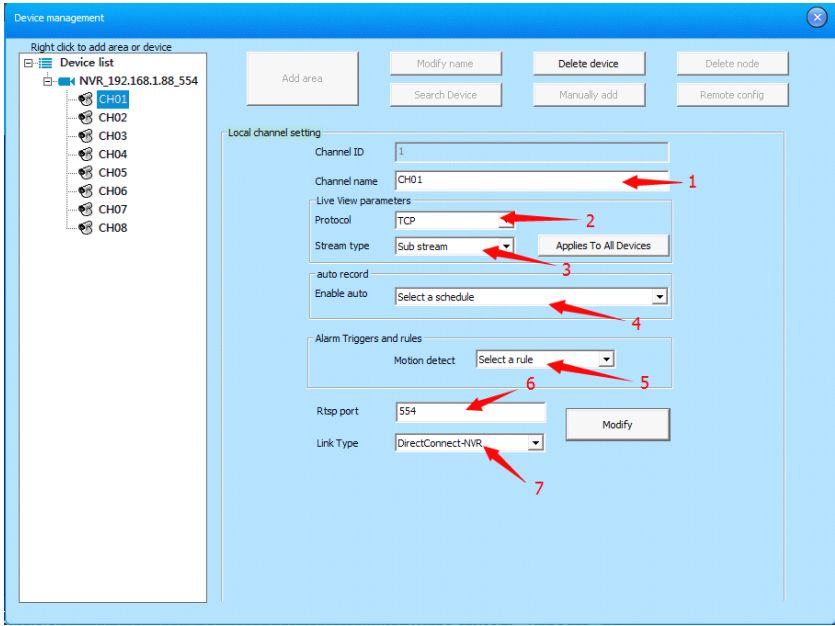 Device management
Right click to add area or device
Device list
NVR_192.168.1.88_554
CH01
CH02
CH03
CH04
CH05
CH06
CH07
CH08
Add area
Modify name
Delete device
Delete node
Search Device
Manually add
Remote config
Local channel setting
Channel ID 1
Channel name CH01 1
Live View parameters
Protocol TCP 2
Stream type Sub stream Applies To All Devices
3
auto record
Enable auto Select a schedule
4
Alarm Triggers and rules
Motion detect Select a rule
5
6
Rtsp port 554
Modify
Link Type DirectConnect-NVR
7